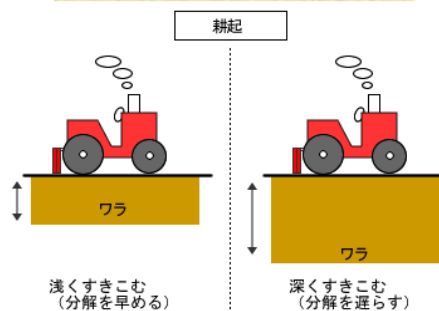 耕起
ワラ
ワラ
浅くすきこむ
（分解を早める）
深くすきこむ
（分解を遅らす）